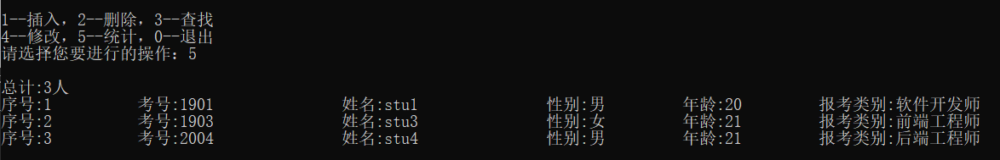 1--插入，2--删除，3--查找
4--修改，5--统计，0--退出
请选择您要进行的操作：5
总计:3人
序号:1 考号:1901 姓名:stu1 性别:男 年龄:20 报考类别:软件开发师
序号:2 考号:1903 姓名:stu3 性别:女 年龄:21 报考类别:前端工程师
序号:3 考号:2004 姓名:stu4 性别:男 年龄:21 报考类别:后端工程师